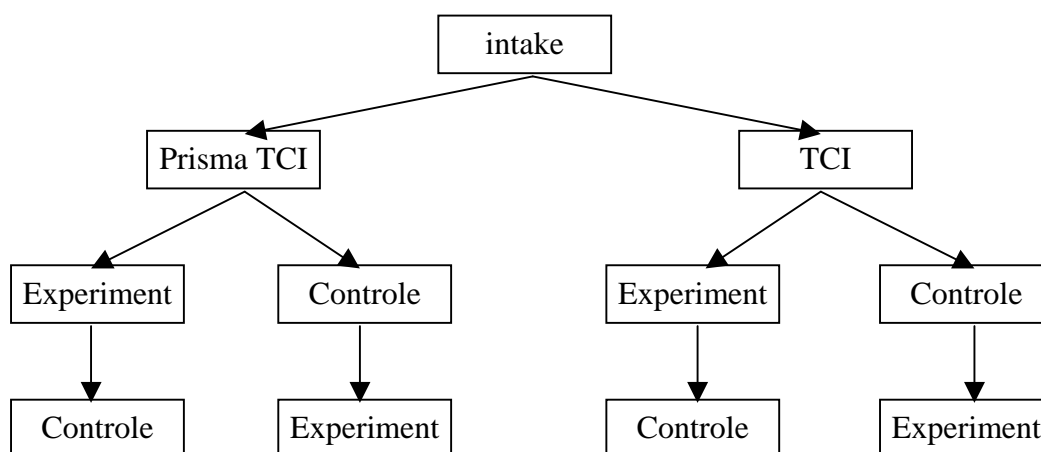 intake
Prisma TCI
TCI
Experiment
Controle
Experiment
Controle
Controle
Experiment
Controle
Experiment